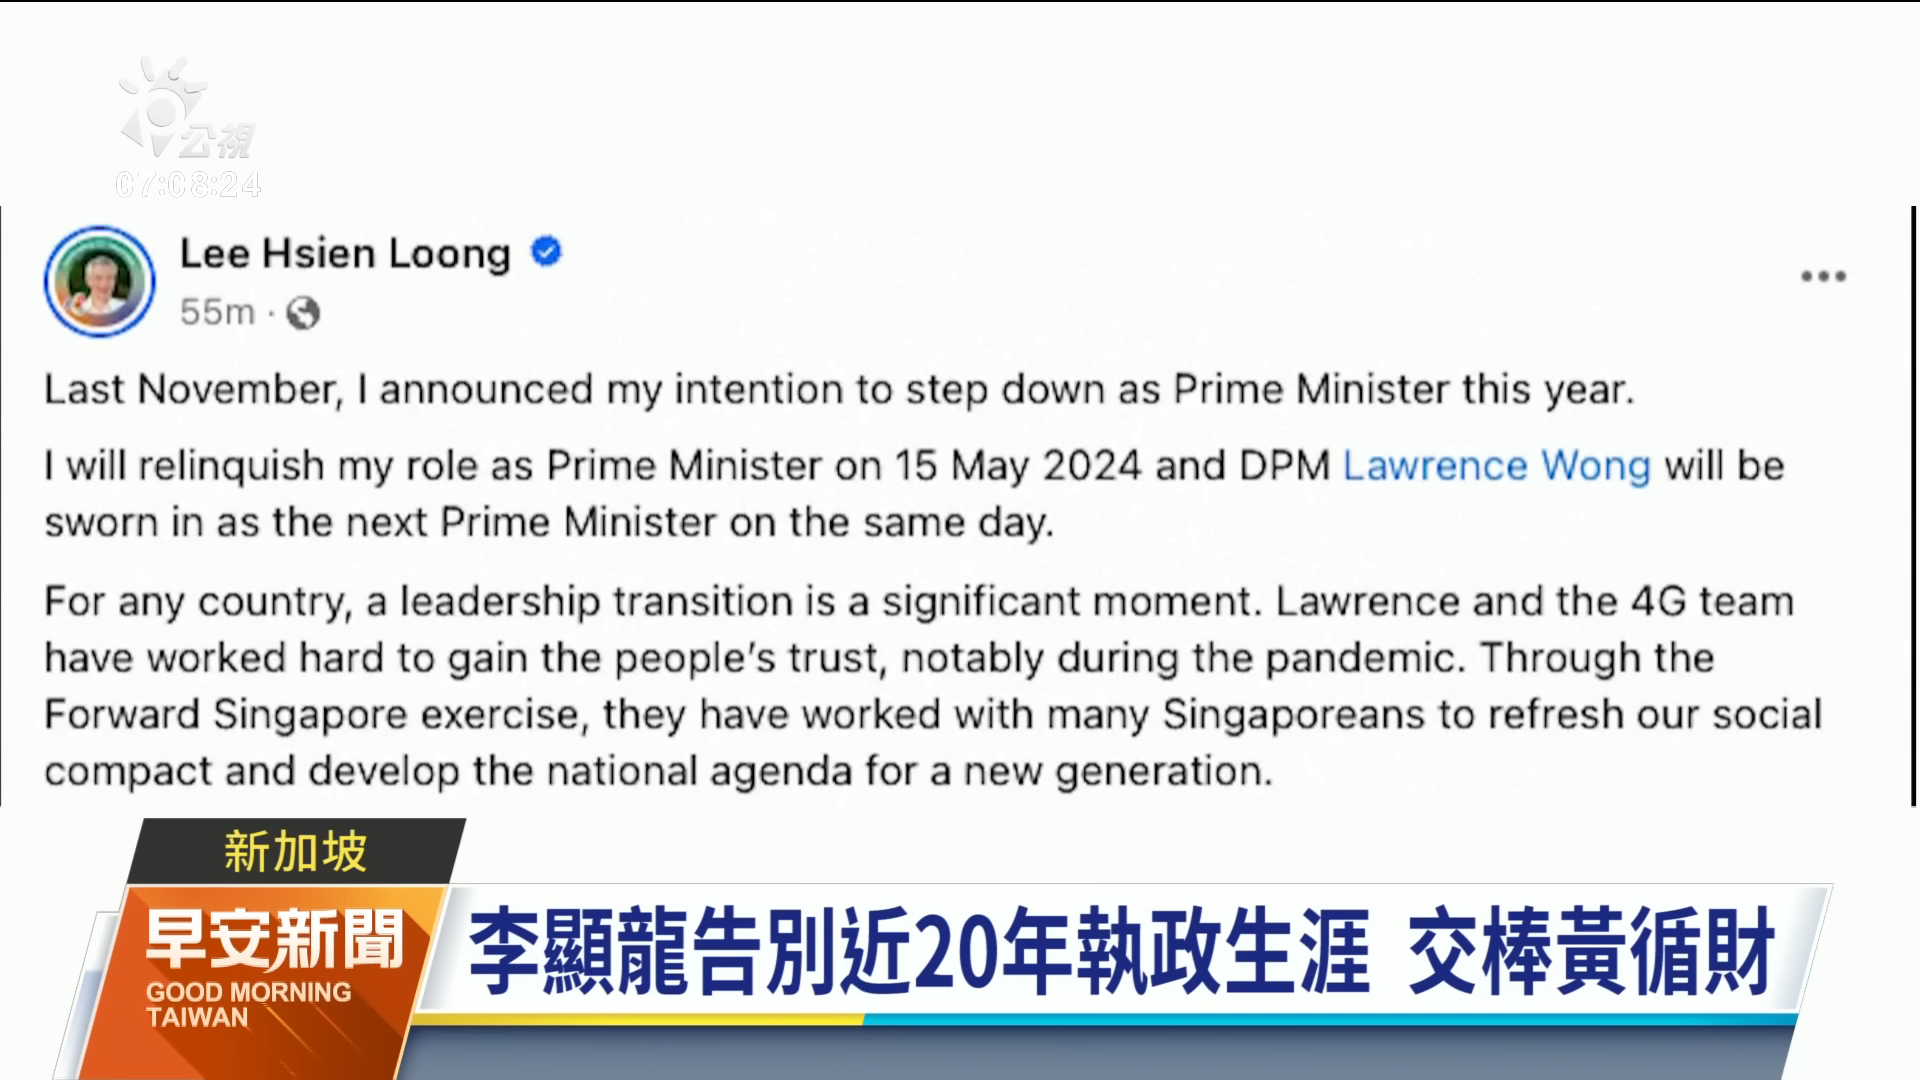 公視
07:08:24
Lee Hsien Loong
55m ·
Last November, I announced my intention to step down as Prime Minister this year.
I will relinquish my role as Prime Minister on 15 May 2024 and DPM Lawrence Wong will be
sworn in as the next Prime Minister on the same day.
For any country, a leadership transition is a significant moment. Lawrence and the 4G team
have worked hard to gain the people’s trust, notably during the pandemic. Through the
Forward Singapore exercise, they have worked with many Singaporeans to refresh our social
compact and develop the national agenda for a new generation.
新加坡
早安新聞
GOOD MORNING
TAIWAN
李顯龍告別近20年執政生涯 交棒黃循財